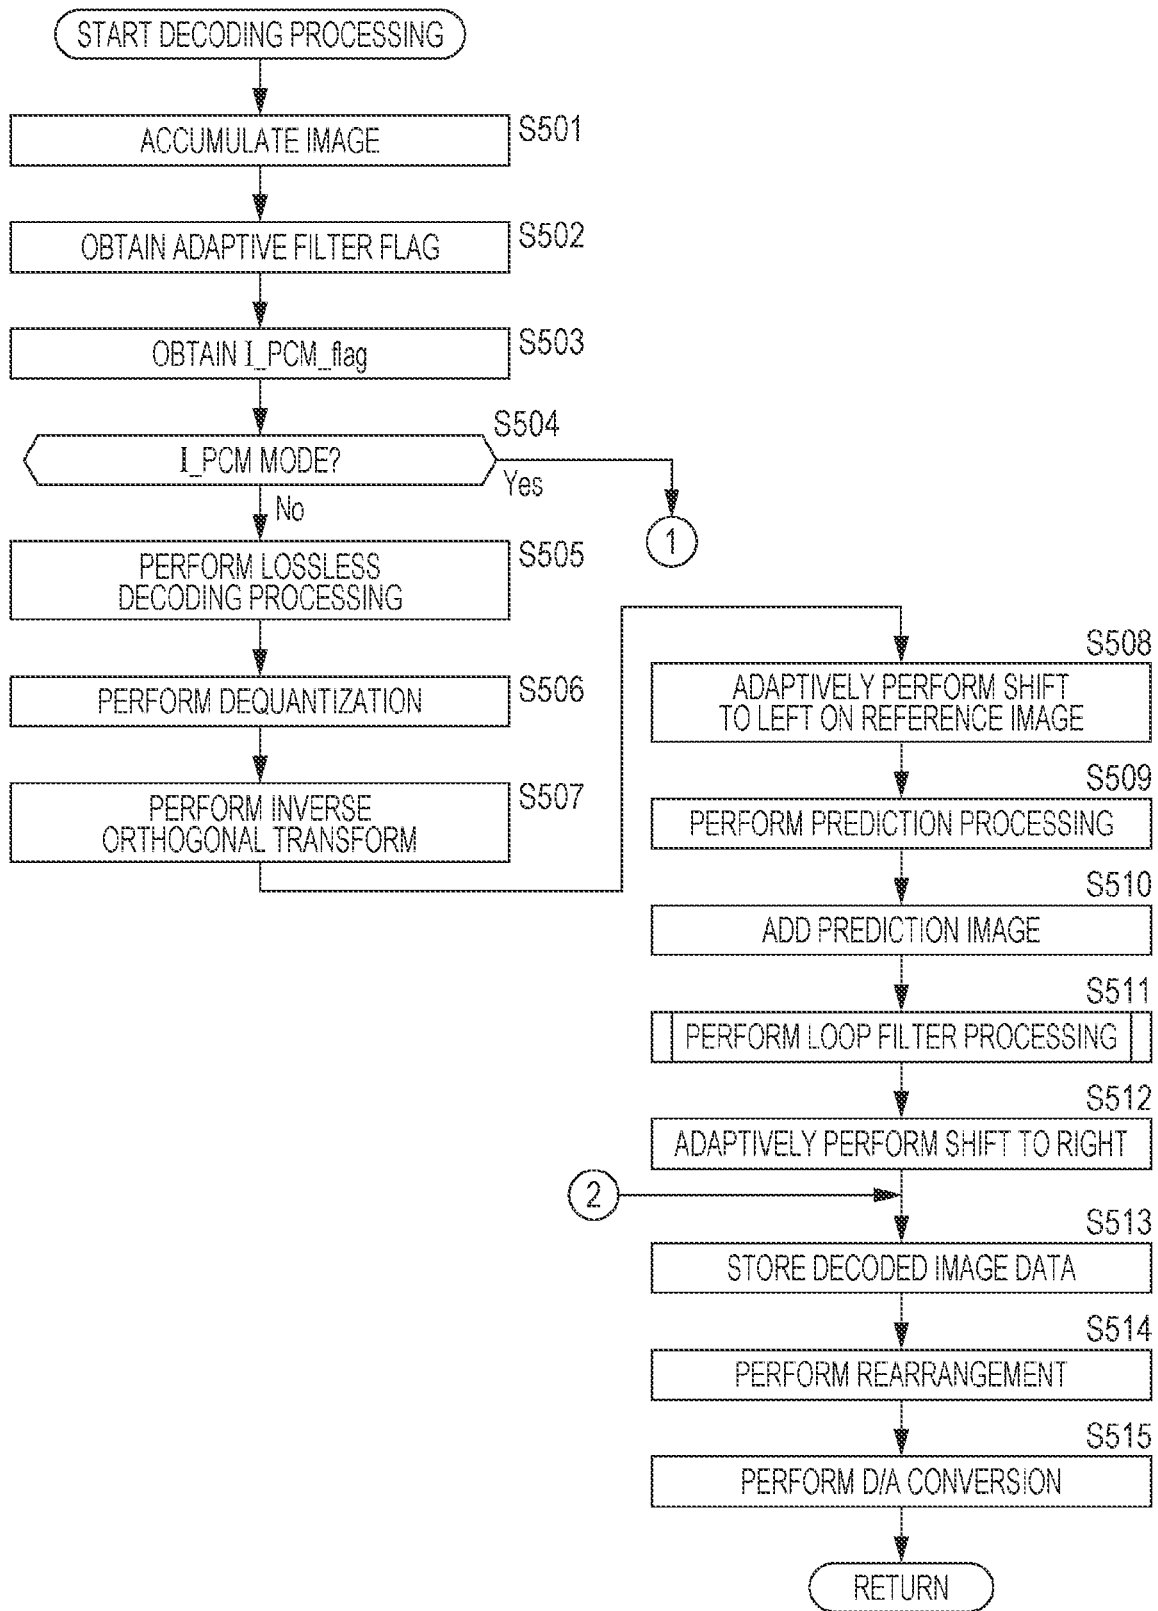 START DECODING PROCESSING
ACCUMULATE IMAGE
S501
OBTAIN ADAPTIVE FILTER FLAG
S502
OBTAIN I_PCM_flag
S503
S504
I_PCM MODE?
Yes
No
1
PERFORM LOSSLESS
DECODING PROCESSING
S505
PERFORM DEQUANTIZATION
S506
PERFORM INVERSE
ORTHOGONAL TRANSFORM
S507
S508
ADAPTIVELY PERFORM SHIFT
TO LEFT ON REFERENCE IMAGE
S509
PERFORM PREDICTION PROCESSING
S510
ADD PREDICTION IMAGE
S511
PERFORM LOOP FILTER PROCESSING
S512
ADAPTIVELY PERFORM SHIFT TO RIGHT
2
S513
STORE DECODED IMAGE DATA
S514
PERFORM REARRANGEMENT
S515
PERFORM D/A CONVERSION
RETURN